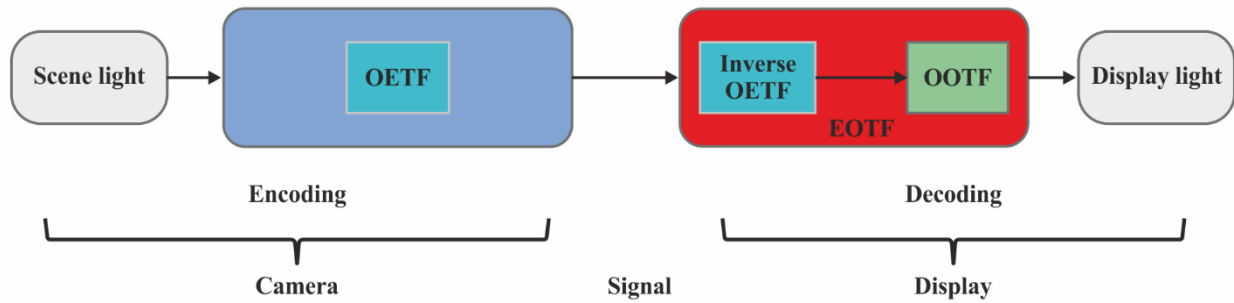 Scene light
OETF
Inverse
OETF
OOTF
EOTF
Display light
Encoding
Decoding
Camera
Signal
Display